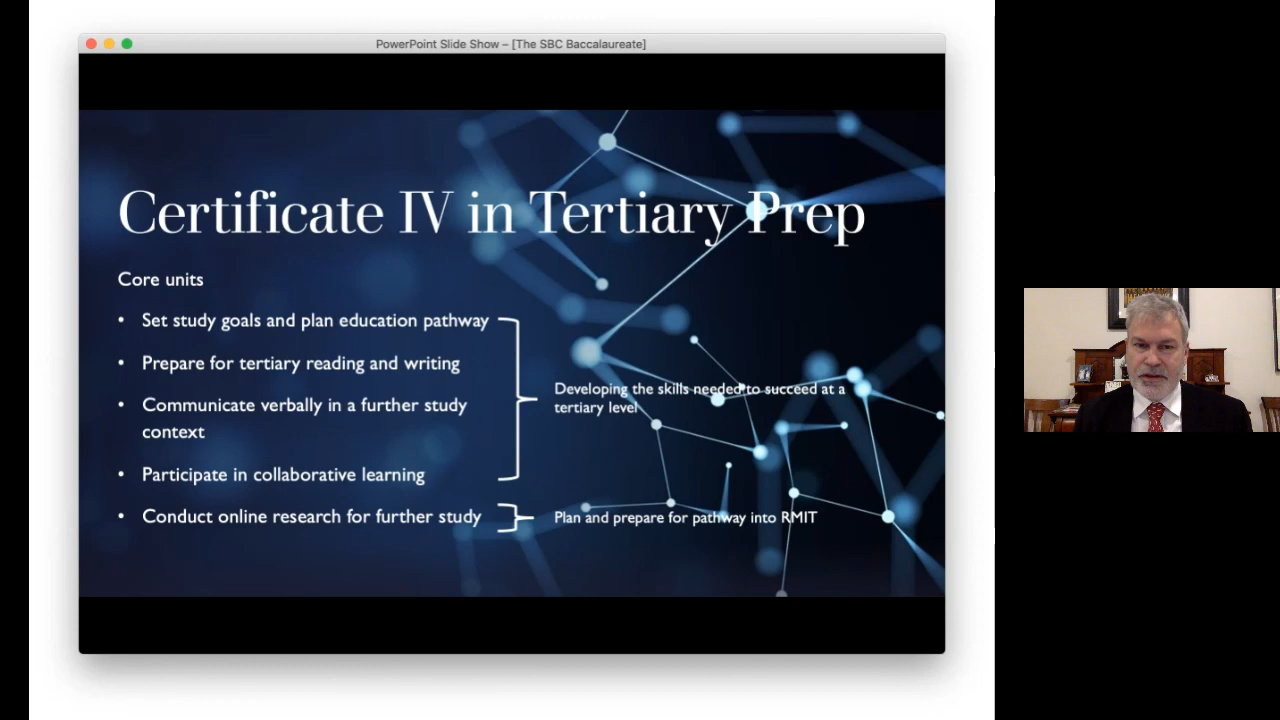 PowerPoint Slide Show – [The SBC Baccalaureate]
Certificate IV in Tertiary Prep
Core units
• Set study goals and plan education pathway
• Prepare for tertiary reading and writing
• Communicate verbally in a further study
context
• Participate in collaborative learning
• Conduct online research for further study
Developing the skills needed to succeed at a
tertiary level
Plan and prepare for pathway into RMIT